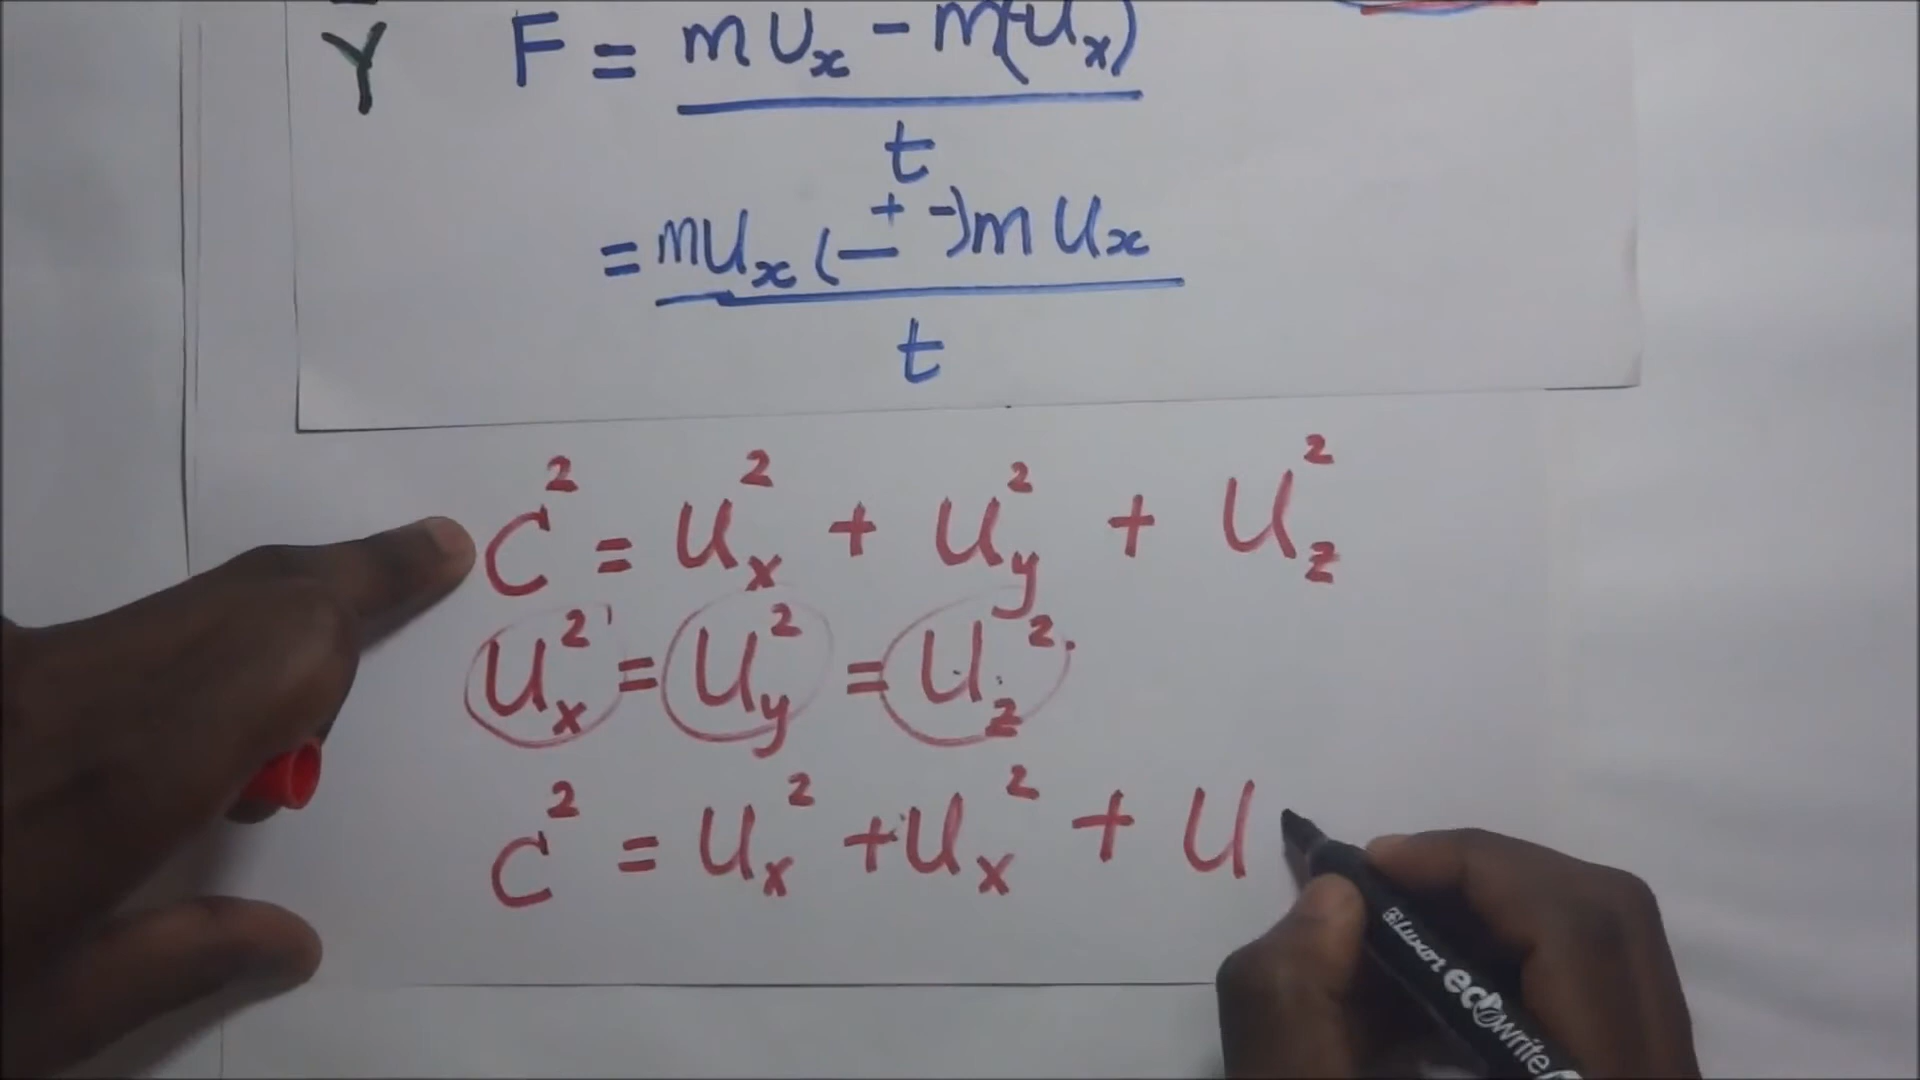 Y F = mUx - m(-Ux)
t
= mUx (-+-) mUx
t
C² = Ux² + Uy² + Uz²
Ux² = Uy² = Uz²
C² = Ux² + Ux² + U
Luxor ecowrite